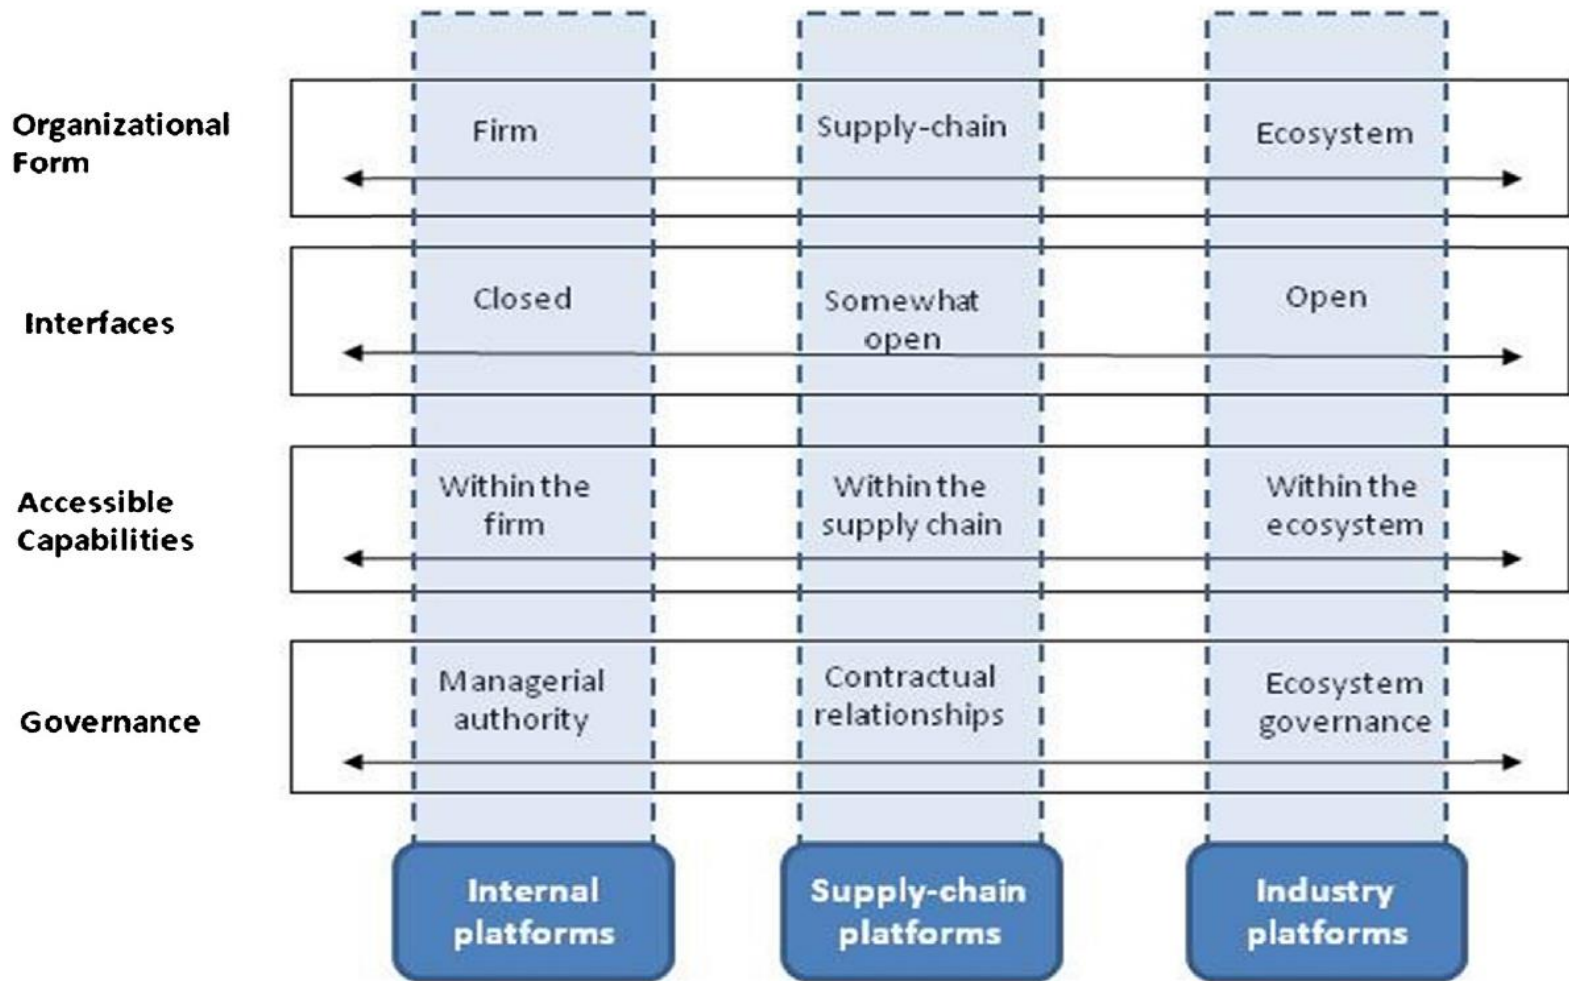 Organizational
Form
Firm
Supply-chain
Ecosystem
Interfaces
Closed
Somewhat
open
Open
Accessible
Capabilities
Within the
firm
Within the
supply chain
Within the
ecosystem
Governance
Managerial
authority
Contractual
relationships
Ecosystem
governance
Internal
platforms
Supply-chain
platforms
Industry
platforms